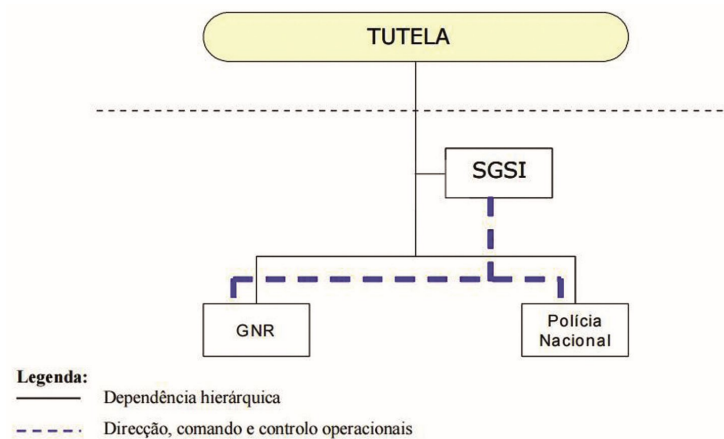 TUTELA
SGSI
GNR
Polícia
Nacional
Legenda:
Dependência hierárquica
Direcção, comando e controlo operacionais